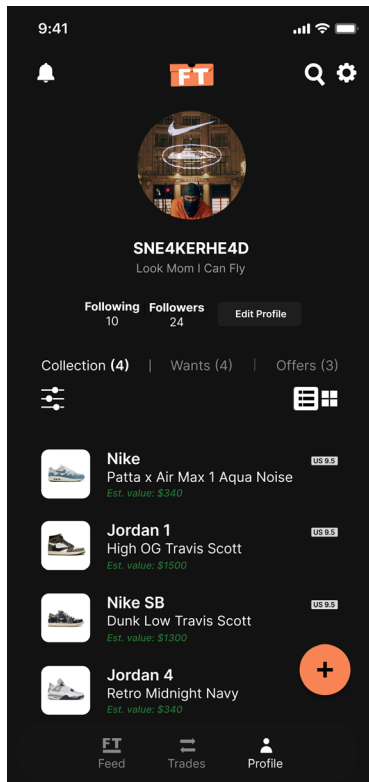 9:41
FT
SNE4KERHE4D
Look Mom I Can Fly
Following Followers
10 24
Edit Profile
Collection (4) | Wants (4) | Offers (3)
Nike
US 9.5
Patta x Air Max 1 Aqua Noise
Est. value: $340
Jordan 1
US 9.5
High OG Travis Scott
Est. value: $1500
Nike SB
US 9.5
Dunk Low Travis Scott
Est. value: $1300
Jordan 4
Retro Midnight Navy
Est. value: $340
+
FT
Feed Trades Profile